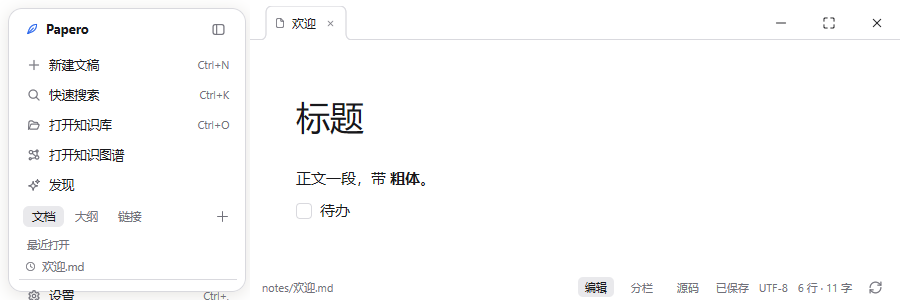 Papero
新建文稿 Ctrl+N
快速搜索 Ctrl+K
打开知识库 Ctrl+O
打开知识图谱
发现
文档 大纲 链接
最近打开
欢迎.md
设置 Ctrl+,
欢迎
标题
正文一段，带 粗体。
待办
notes/欢迎.md 编辑 分栏 源码 已保存 UTF-8 6 行 · 11 字